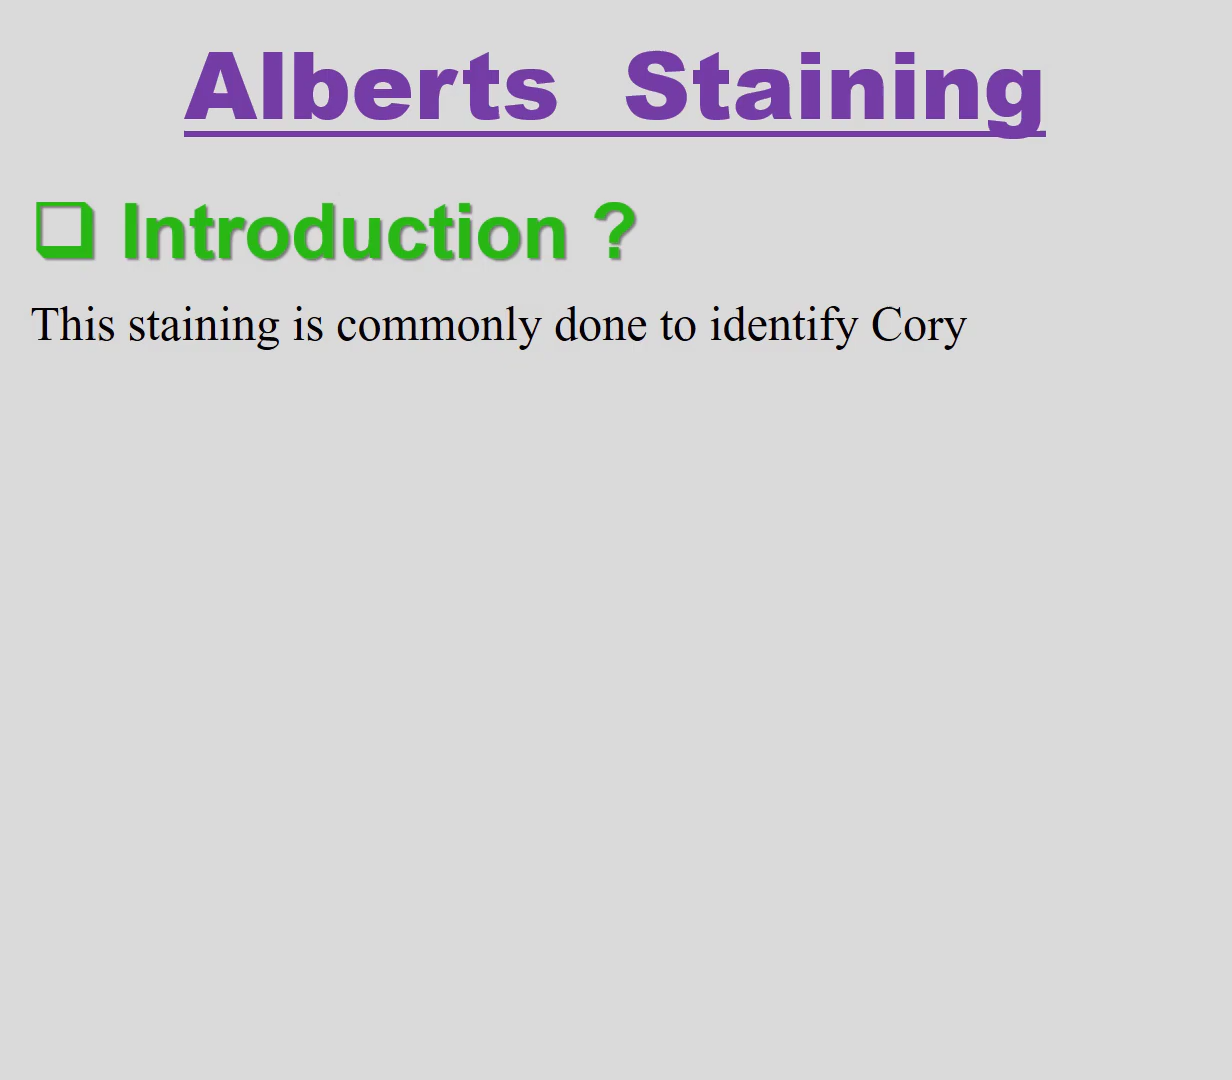 Alberts Staining
❑ Introduction ?
This staining is commonly done to identify Cory